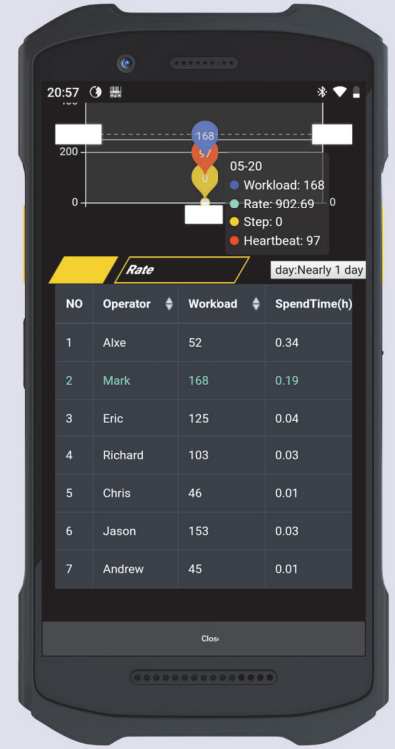 20:57
168
97
200
0
0
0
05-20
Workload: 168
Rate: 902.69
Step: 0
Heartbeat: 97
Rate
day:Nearly 1 day
NO Operator Workload SpendTime(h)
1 Alxe 52 0.34
2 Mark 168 0.19
3 Eric 125 0.04
4 Richard 103 0.03
5 Chris 46 0.01
6 Jason 153 0.03
7 Andrew 45 0.01